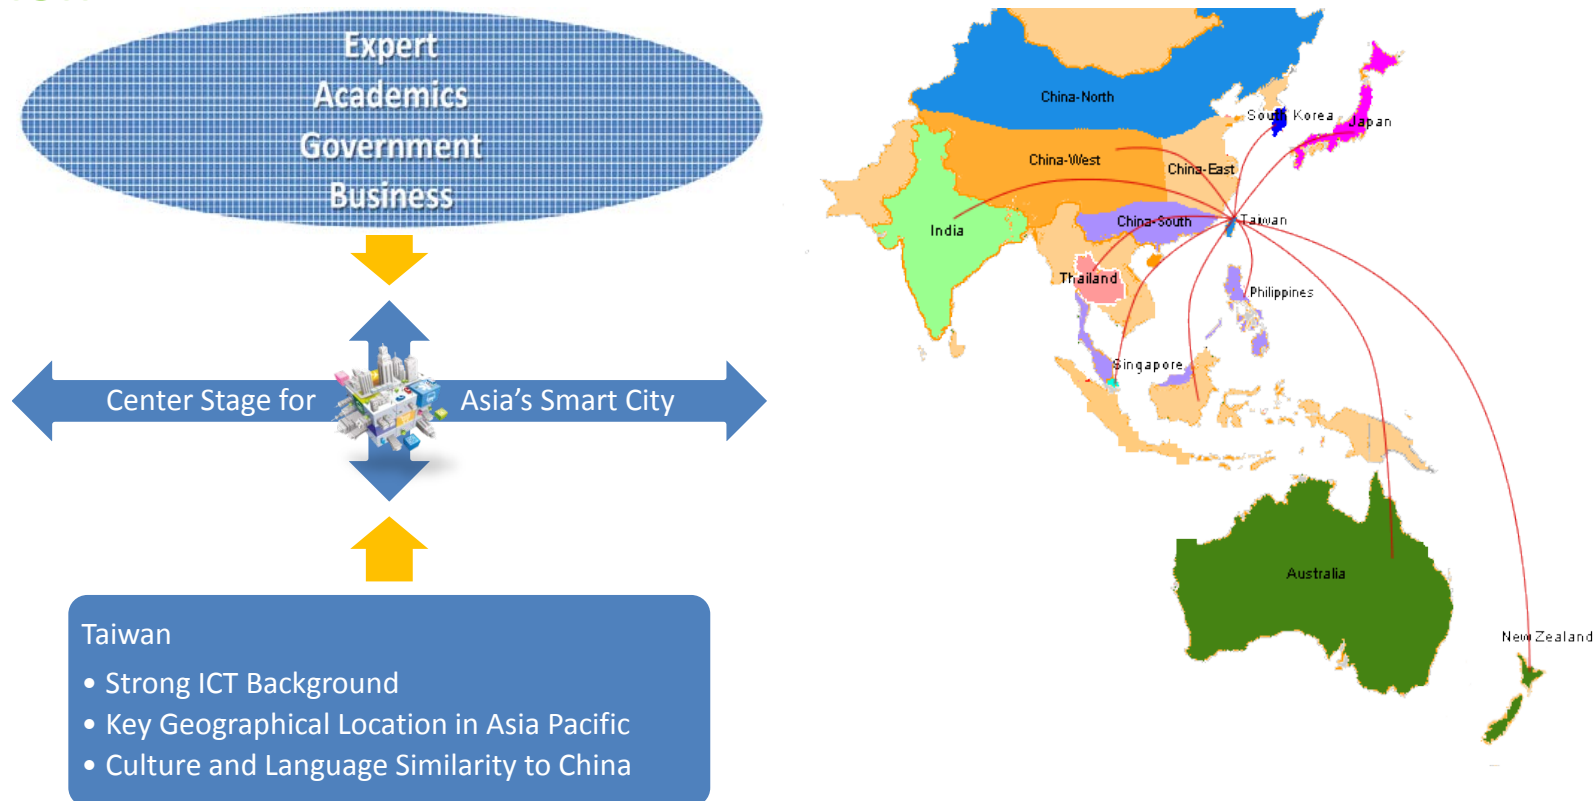 Expert
Academics
Government
Business
Center Stage for Asia's Smart City
Taiwan
• Strong ICT Background
• Key Geographical Location in Asia Pacific
• Culture and Language Similarity to China
China-North
South Korea
Japan
China-West
China-East
India
China-South
Taiwan
Thailand
Philippines
Singapore
Australia
New Zealand